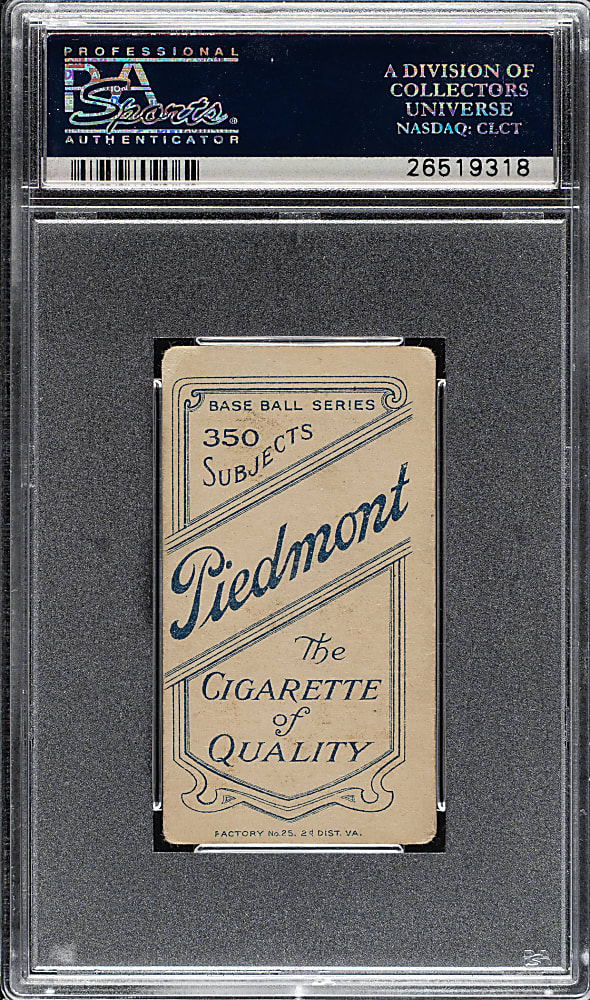 PROFESSIONAL
PSA
Sports®
AUTHENTICATOR
A DIVISION OF
COLLECTORS
UNIVERSE
NASDAQ: CLCT
26519318
BASE BALL SERIES
350
SUBJECTS
Piedmont
The
CIGARETTE
of
QUALITY
FACTORY No. 25. 2d DIST. VA.